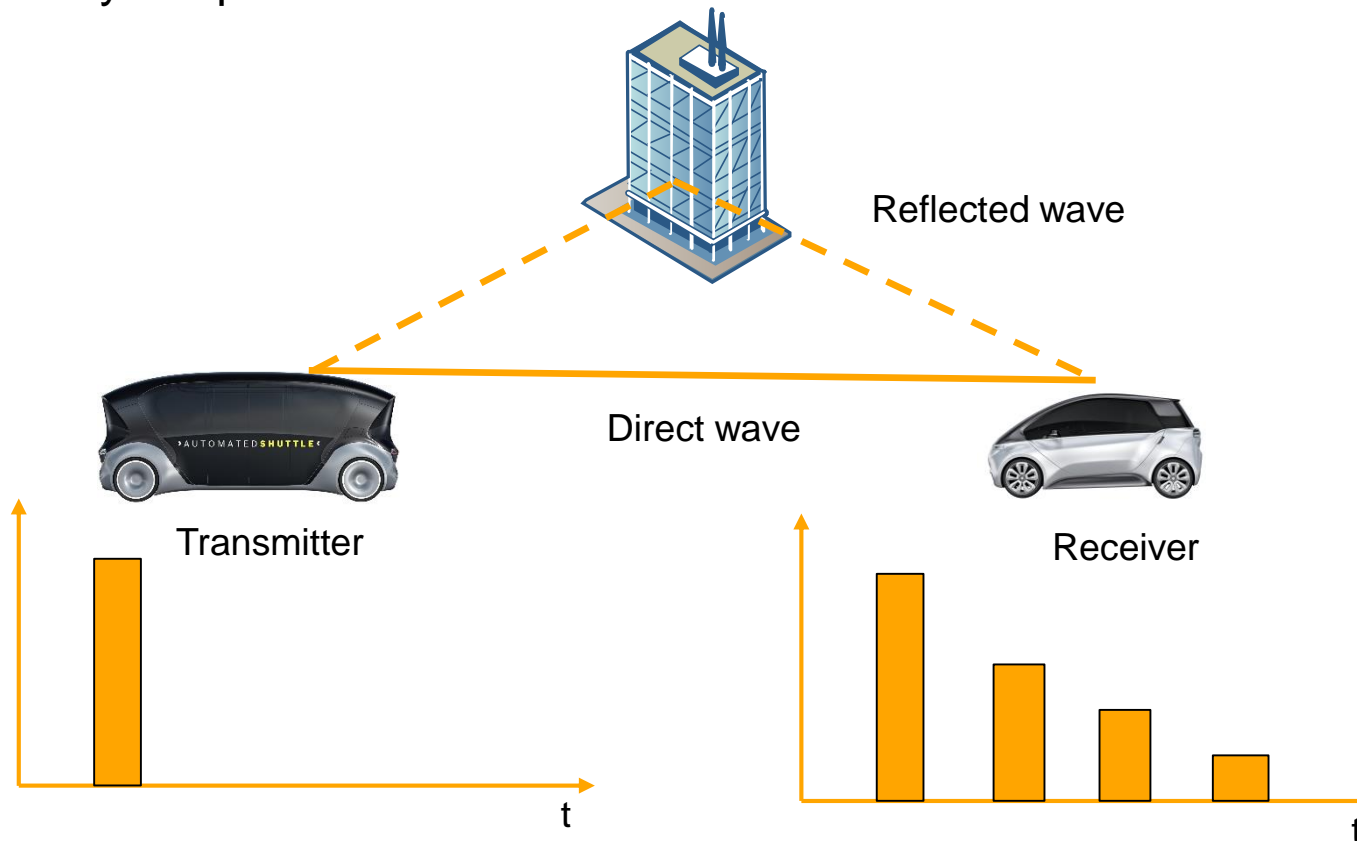 Reflected wave
Direct wave
›AUTOMATEDSHUTTLE‹
Transmitter
Receiver
t
t